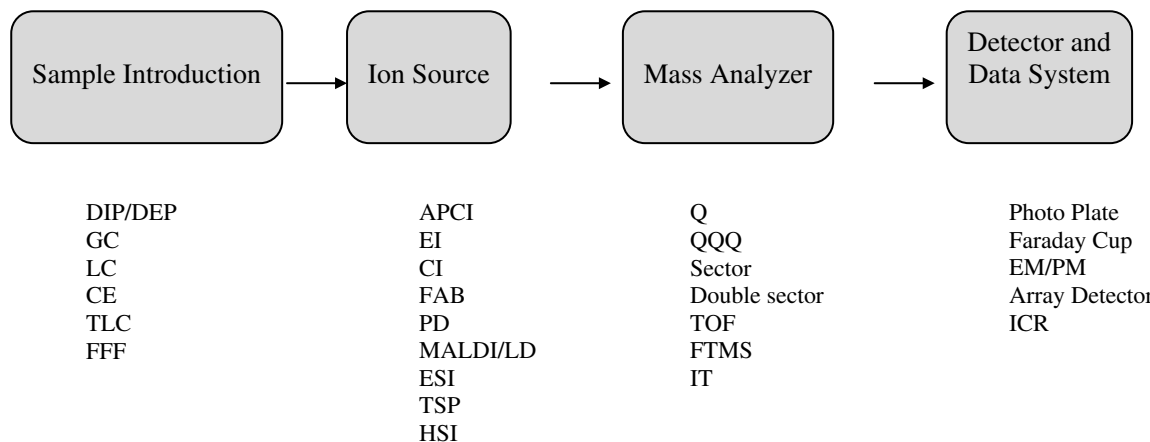 Sample Introduction
Ion Source
Mass Analyzer
Detector and
Data System
DIP/DEP
GC
LC
CE
TLC
FFF
APCI
EI
CI
FAB
PD
MALDI/LD
ESI
TSP
HSI
Q
QQQ
Sector
Double sector
TOF
FTMS
IT
Photo Plate
Faraday Cup
EM/PM
Array Detector
ICR